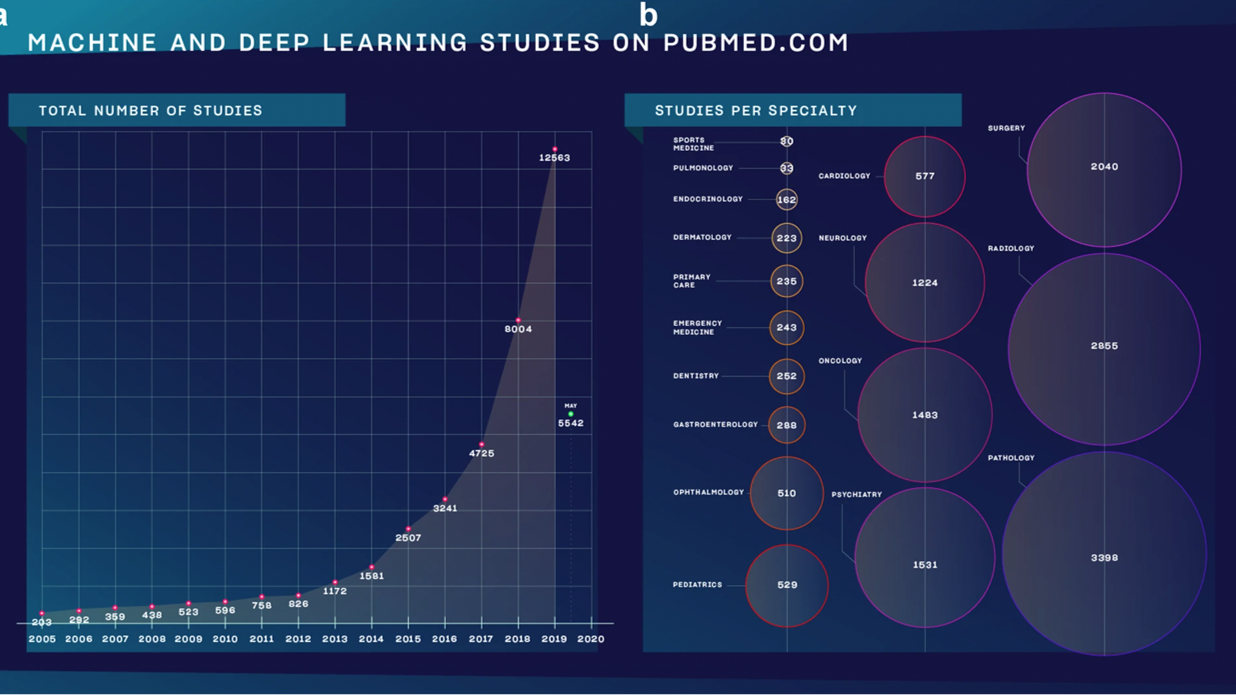 a
b
MACHINE AND DEEP LEARNING STUDIES ON PUBMED.COM
TOTAL NUMBER OF STUDIES
12563
8004
MAY
5542
4725
3241
2507
1581
1172
826
758
596
523
438
359
292
203
2005 2006 2007 2008 2009 2010 2011 2012 2013 2014 2015 2016 2017 2018 2019 2020
STUDIES PER SPECIALTY
SPORTS
MEDICINE
30
PULMONOLOGY
33
ENDOCRINOLOGY
162
DERMATOLOGY
223
PRIMARY
CARE
235
EMERGENCY
MEDICINE
243
DENTISTRY
252
GASTROENTEROLOGY
288
OPHTHALMOLOGY
510
PEDIATRICS
529
CARDIOLOGY
577
NEUROLOGY
1224
ONCOLOGY
1483
PSYCHIATRY
1531
SURGERY
2040
RADIOLOGY
2855
PATHOLOGY
3398